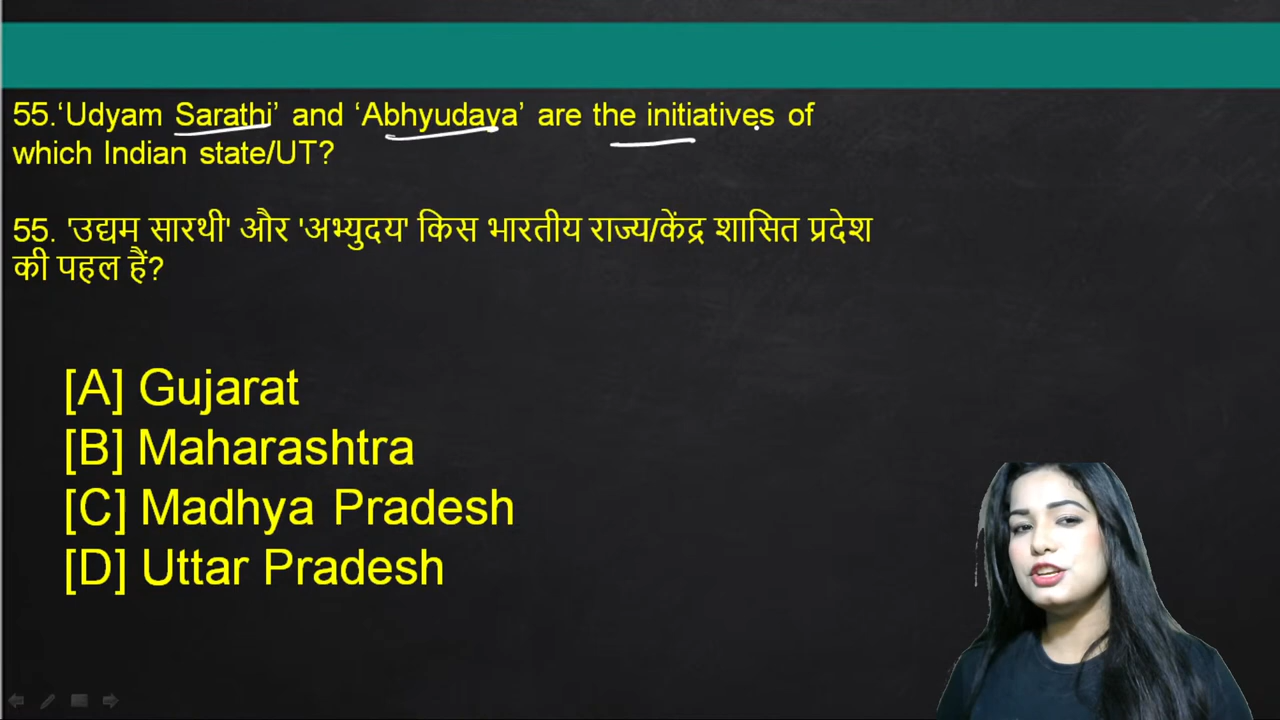 55.‘Udyam Sarathi’ and ‘Abhyudaya’ are the initiatives of
which Indian state/UT?
55. 'उद्यम सारथी' और 'अभ्युदय' किस भारतीय राज्य/केंद्र शासित प्रदेश
की पहल हैं?
[A] Gujarat
[B] Maharashtra
[C] Madhya Pradesh
[D] Uttar Pradesh